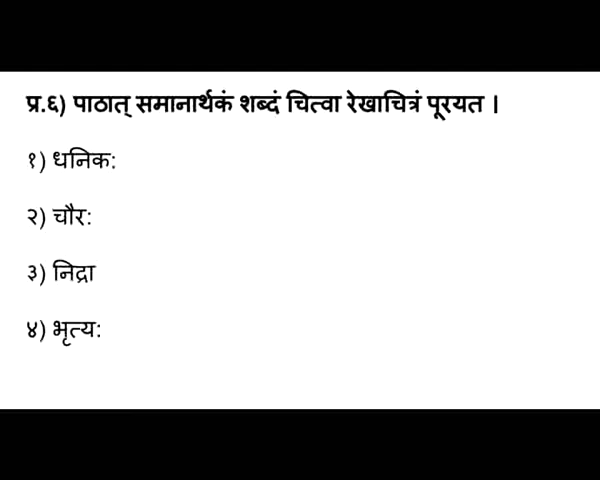 प्र.६) पाठात् समानार्थकं शब्दं चित्वा रेखाचित्रं पूरयत ।
१) धनिक:
२) चौर:
३) निद्रा
४) भृत्य: